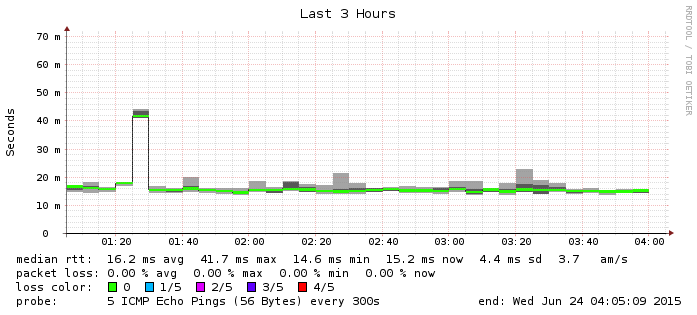 Last 3 Hours
RRDTOOL / TOBI OETIKER
Seconds
70 m
60 m
50 m
40 m
30 m
20 m
10 m
0
01:20 01:40 02:00 02:20 02:40 03:00 03:20 03:40 04:00
median rtt: 16.2 ms avg 41.7 ms max 14.6 ms min 15.2 ms now 4.4 ms sd 3.7 am/s
packet loss: 0.00 % avg 0.00 % max 0.00 % min 0.00 % now
loss color: 0 1/5 2/5 3/5 4/5
probe: 5 ICMP Echo Pings (56 Bytes) every 300s end: Wed Jun 24 04:05:09 2015